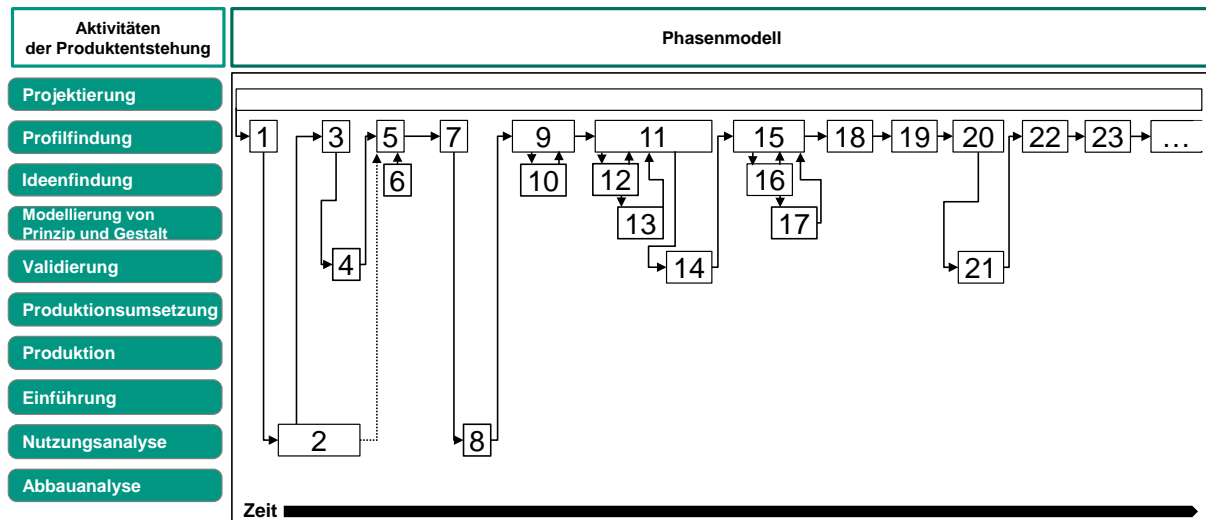 Aktivitäten
der Produktentstehung
Phasenmodell
Projektierung
Profilfindung
1
3
5
7
9
11
15
18
19
20
22
23
...
Ideenfindung
6
10
12
16
Modellierung von
Prinzip und Gestalt
13
17
Validierung
4
14
21
Produktionsumsetzung
Produktion
Einführung
Nutzungsanalyse
2
8
Abbauanalyse
Zeit